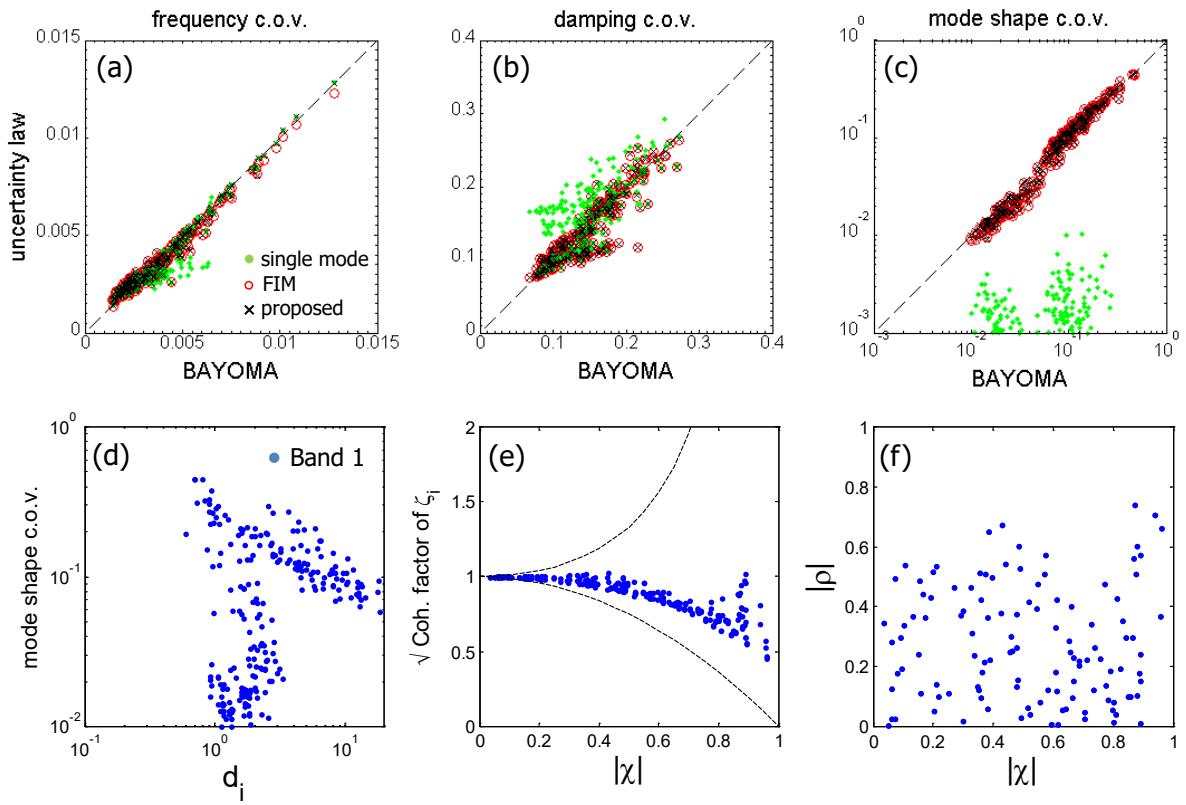 frequency c.o.v.
damping c.o.v.
mode shape c.o.v.
(a)
(b)
(c)
uncertainty law
0.015
0.01
0.005
0
0
0.005
0.01
0.015
single mode
FIM
proposed
BAYOMA
0.4
0.3
0.2
0.1
0
0
0.1
0.2
0.3
0.4
BAYOMA
10^0
10^-1
10^-2
10^-3
10^-3
10^-2
10^-1
10^0
BAYOMA
(d)
Band 1
mode shape c.o.v.
10^0
10^-1
10^-2
10^-1
10^0
10^1
d_i
(e)
√ Coh. factor of ζ_i
2
1.5
1
0.5
0
0
0.2
0.4
0.6
0.8
1
|χ|
(f)
|ρ|
1
0.8
0.6
0.4
0.2
0
0
0.2
0.4
0.6
0.8
1
|χ|